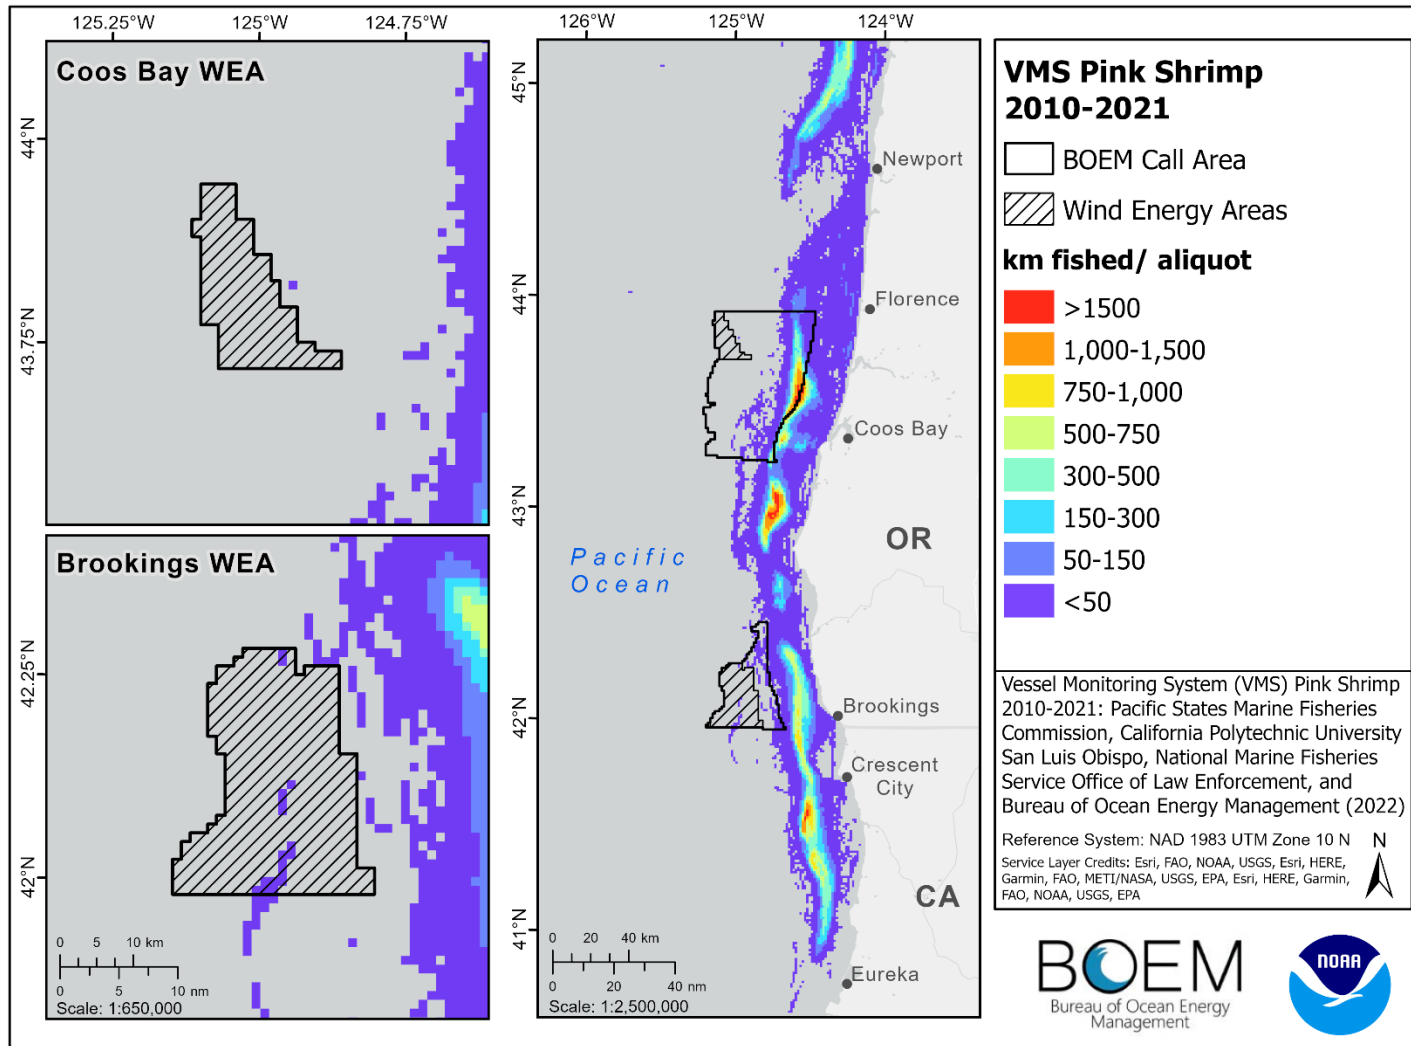 125.25°W
125°W
124.75°W
Coos Bay WEA
44°N
43.75°N
Brookings WEA
42.25°N
42°N
0 5 10 km
0 5 10 nm
Scale: 1:650,000
126°W
125°W
124°W
45°N
44°N
43°N
42°N
41°N
Newport
Florence
Coos Bay
OR
Pacific
Ocean
Brookings
Crescent
City
CA
Eureka
0 20 40 km
0 20 40 nm
Scale: 1:2,500,000
VMS Pink Shrimp
2010-2021
BOEM Call Area
Wind Energy Areas
km fished/ aliquot
>1500
1,000-1,500
750-1,000
500-750
300-500
150-300
50-150
<50
Vessel Monitoring System (VMS) Pink Shrimp
2010-2021: Pacific States Marine Fisheries
Commission, California Polytechnic University
San Luis Obispo, National Marine Fisheries
Service Office of Law Enforcement, and
Bureau of Ocean Energy Management (2022)
Reference System: NAD 1983 UTM Zone 10 N
N
Service Layer Credits: Esri, FAO, NOAA, USGS, Esri, HERE,
Garmin, FAO, METI/NASA, USGS, EPA, Esri, HERE, Garmin,
FAO, NOAA, USGS, EPA
BOEM
Bureau of Ocean Energy
Management
NOAA